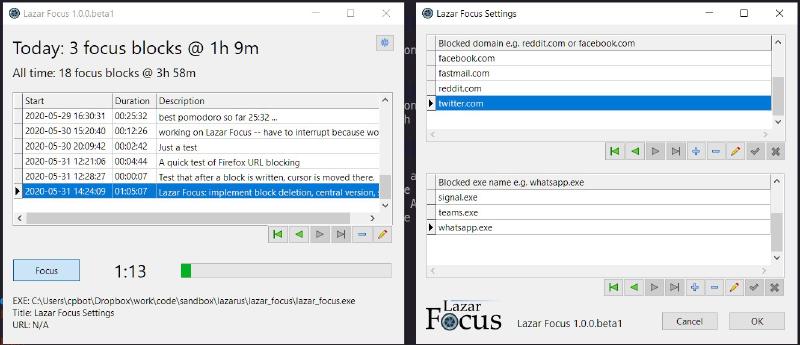 Lazar Focus 1.0.0.beta1
Today: 3 focus blocks @ 1h 9m
All time: 18 focus blocks @ 3h 58m
Start Duration Description
2020-05-29 16:30:31 00:25:32 best pomodoro so far 25:32 ...
2020-05-30 15:20:40 00:12:26 working on Lazar Focus -- have to interrupt because wo
2020-05-30 20:09:42 00:02:42 Just a test
2020-05-31 12:21:06 00:04:44 A quick test of Firefox URL blocking
2020-05-31 12:28:27 00:00:07 Test that after a block is written, cursor is moved there.
2020-05-31 14:24:09 01:05:07 Lazar Focus: implement block deletion, central version,
Focus 1:13
EXE: C:\Users\cpbot\Dropbox\work\code\sandbox\lazarus\lazar_focus\lazar_focus.exe
Title: Lazar Focus Settings
URL: N/A
Lazar Focus Settings
Blocked domain e.g. reddit.com or facebook.com
facebook.com
fastmail.com
reddit.com
twitter.com
Blocked exe name e.g. whatsapp.exe
signal.exe
teams.exe
whatsapp.exe
Lazar
Focus
Lazar Focus 1.0.0.beta1
Cancel
OK